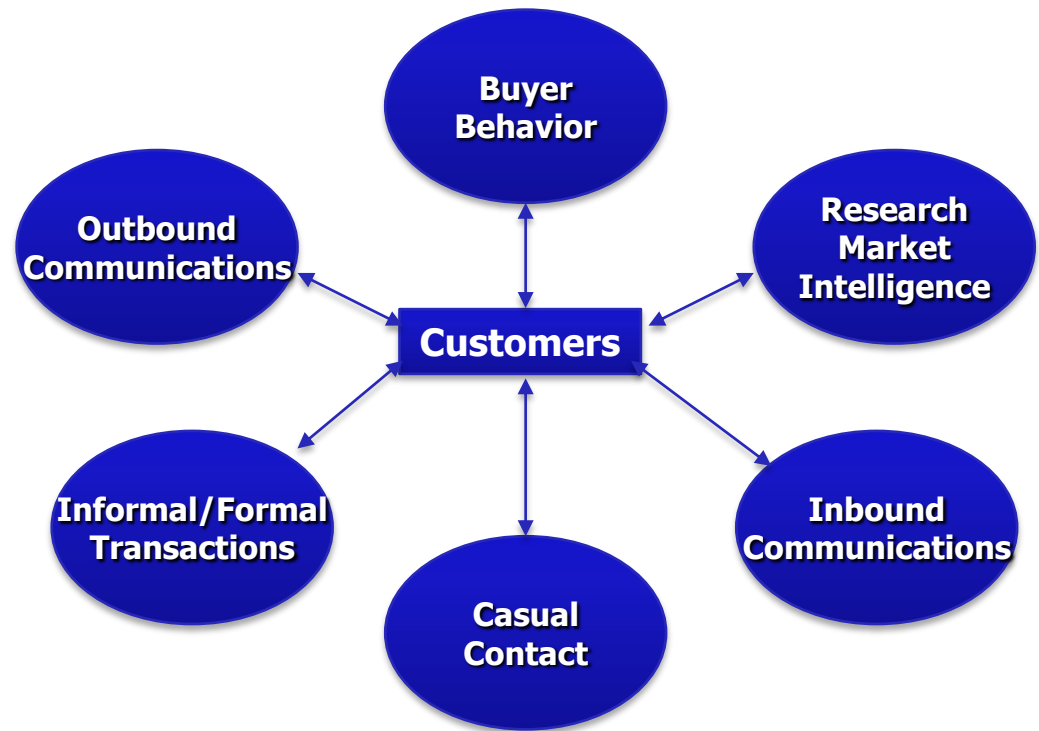 Buyer
Behavior
Outbound
Communications
Research
Market
Intelligence
Customers
Informal/Formal
Transactions
Inbound
Communications
Casual
Contact